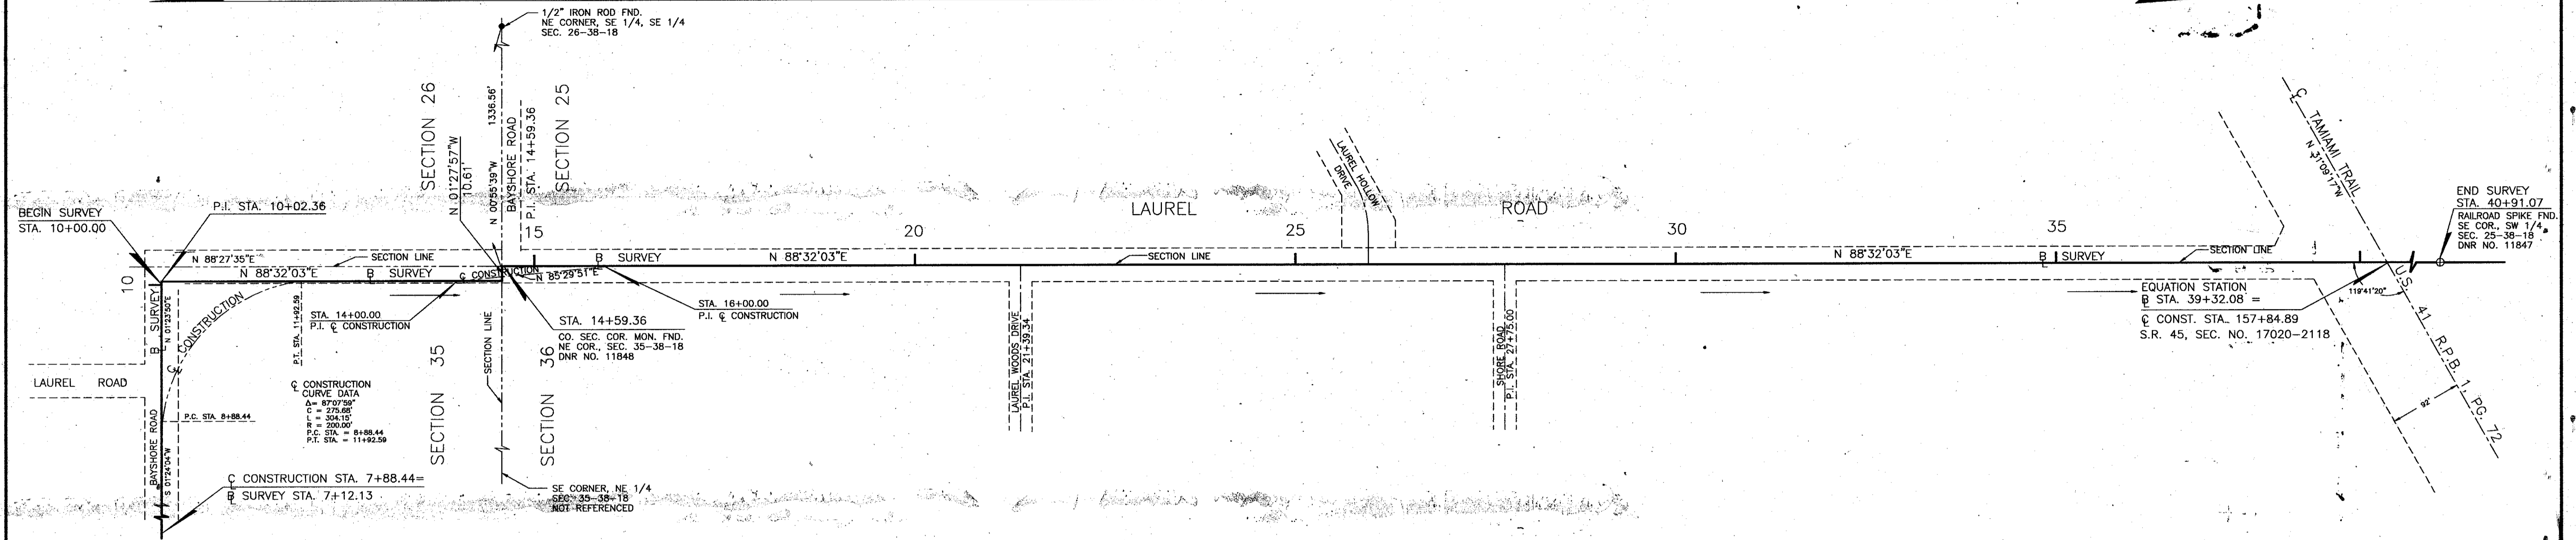 1/2" IRON ROD FND.
NE CORNER, SE 1/4, SE 1/4
SEC. 26-38-18
SECTION 26
N 01°27'57"W
10.61'
1336.56'
N 00°55'39"W
BAYSHORE ROAD
P.I. STA. 14+59.36
SECTION 25
BEGIN SURVEY
STA. 10+00.00
P.I. STA. 10+02.36
LAUREL ROAD
LAUREL HOLLOW
DRIVE
℄ TAMIAMI TRAIL
N 31°09'17"W
END SURVEY
STA. 40+91.07
RAILROAD SPIKE FND.
SE COR., SW 1/4,
SEC. 25-38-18
DNR NO. 11847
10
15
20
25
30
35
N 88°27'35"E
SECTION LINE
N 88°32'03"E
B SURVEY
℄ CONSTRUCTION
N 85°29'51"E
B SURVEY
N 88°32'03"E
SECTION LINE
N 88°32'03"E
B SURVEY
SECTION LINE
B SURVEY
N 01°23'50"E
℄ CONSTRUCTION
P.T. STA. 11+92.59
STA. 14+00.00
P.I. ℄ CONSTRUCTION
STA. 16+00.00
P.I. ℄ CONSTRUCTION
STA. 14+59.36
CO. SEC. COR. MON. FND.
NE COR., SEC. 35-38-18
DNR NO. 11848
EQUATION STATION
B STA. 39+32.08 =
℄ CONST. STA. 157+84.89
S.R. 45, SEC. NO. 17020-2118
119°41'20"
U.S. 41 R.P.B. 1, PG. 72
92'
LAUREL ROAD
BAYSHORE ROAD
S 01°24'04"W
P.C. STA. 8+88.44
℄ CONSTRUCTION
CURVE DATA
Δ= 87°07'59"
C = 275.68'
L = 304.15'
R = 200.00'
P.C. STA. = 8+88.44
P.T. STA. = 11+92.59
SECTION 35
SECTION LINE
SECTION 36
LAUREL WOODS DRIVE
P.I. STA. 21+39.34
SHORE ROAD
P.I. STA. 27+75.00
℄ CONSTRUCTION STA. 7+88.44=
B SURVEY STA. 7+12.13
SE CORNER, NE 1/4
SEC. 35-38-18
NOT REFERENCED